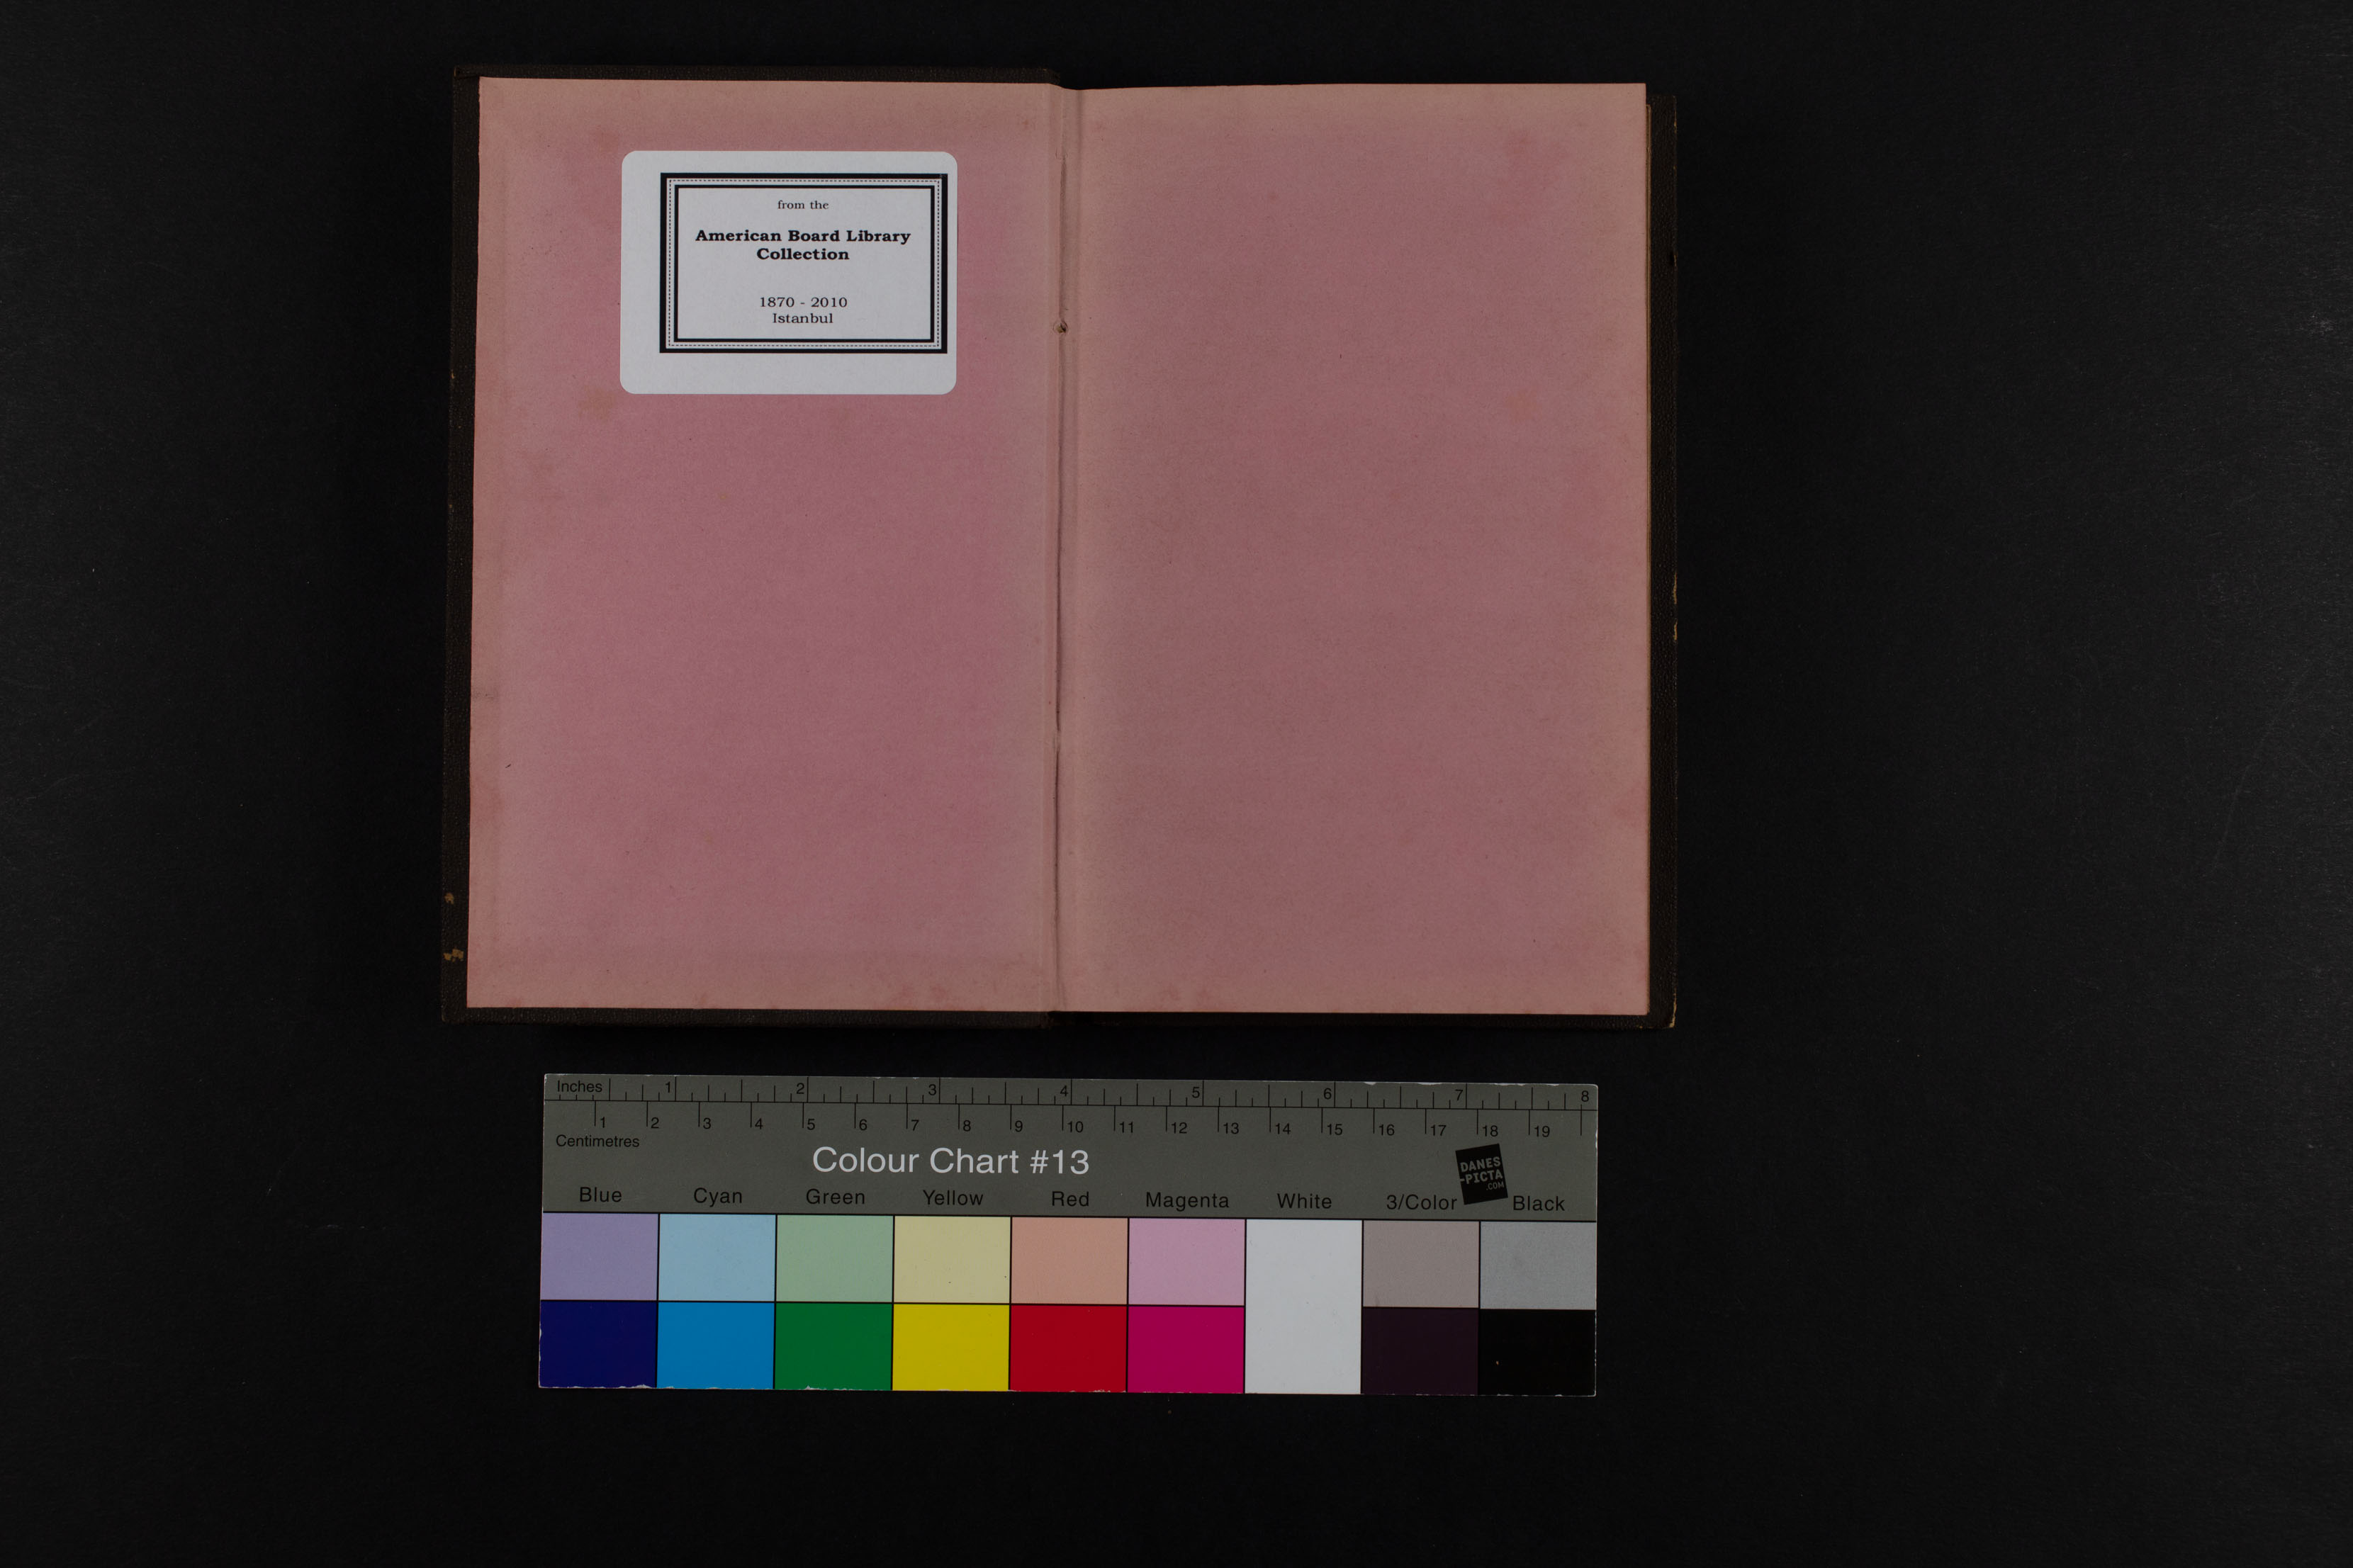 from the
American Board Library
Collection
1870 - 2010
Istanbul
Inches 1 2 3 4 5 6 7 8
1 2 3 4 5 6 7 8 9 10 11 12 13 14 15 16 17 18 19
Centimetres
Colour Chart #13
DANES
-PICTA
.COM
Blue Cyan Green Yellow Red Magenta White 3/Color Black